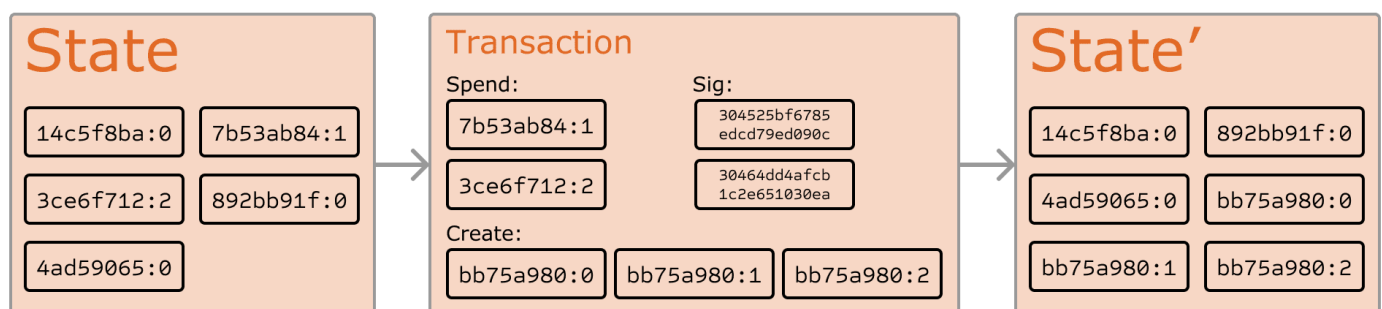 State
14c5f8ba:0 7b53ab84:1
3ce6f712:2 892bb91f:0
4ad59065:0
Transaction
Spend: Sig:
7b53ab84:1
304525bf6785
edcd79ed090c
3ce6f712:2
30464dd4afcb
1c2e651030ea
Create:
bb75a980:0 bb75a980:1 bb75a980:2
State′
14c5f8ba:0 892bb91f:0
4ad59065:0 bb75a980:0
bb75a980:1 bb75a980:2